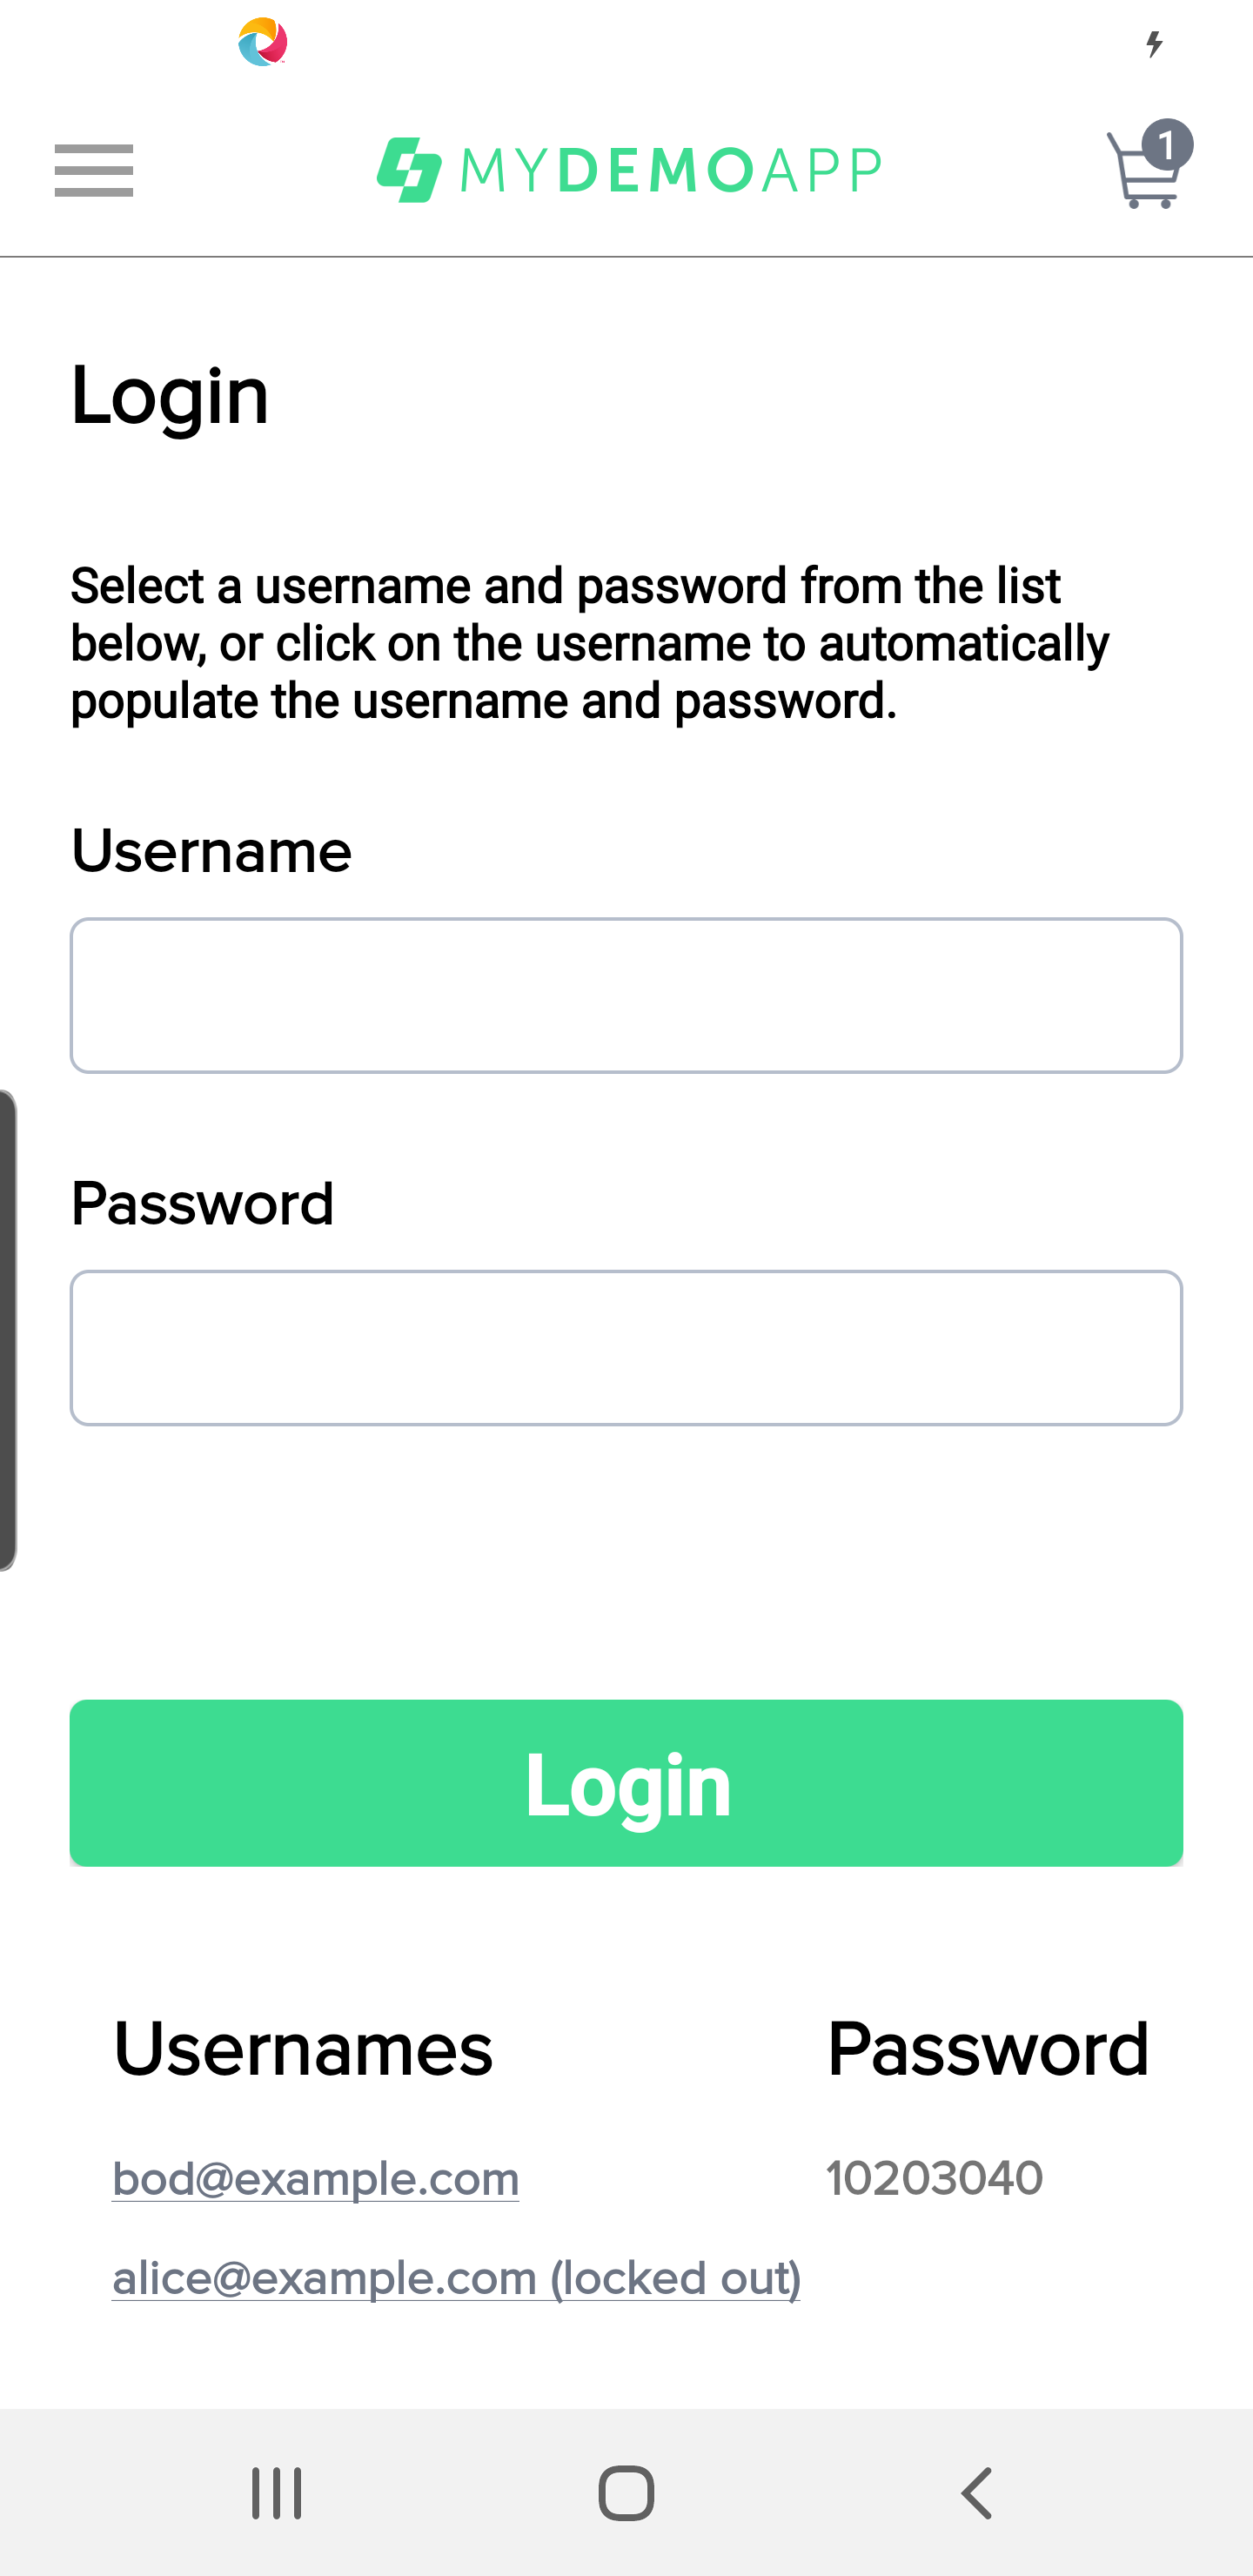 MYDEMOAPP
1
Login
Select a username and password from the list
below, or click on the username to automatically
populate the username and password.
Username
Password
Login
Usernames
Password
bod@example.com
10203040
alice@example.com (locked out)